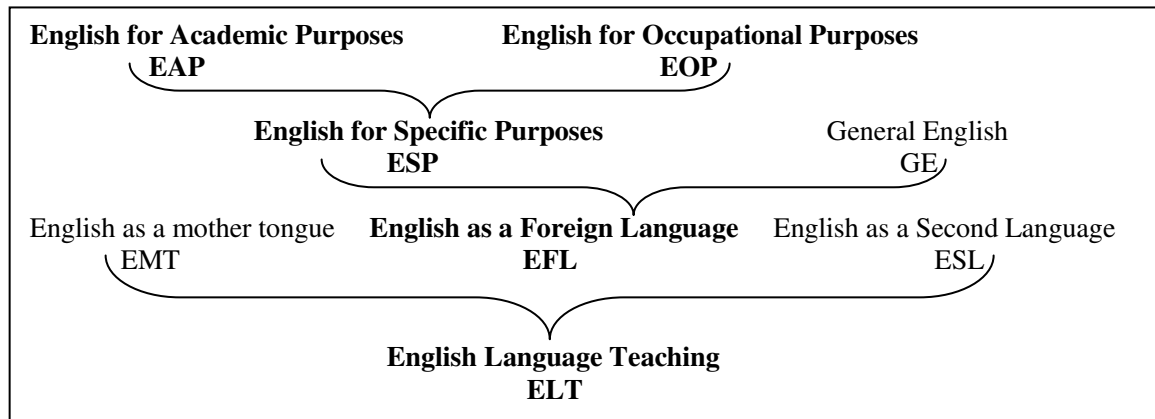 English for Academic Purposes English for Occupational Purposes
EAP EOP
English for Specific Purposes General English
ESP GE
English as a mother tongue English as a Foreign Language English as a Second Language
EMT EFL ESL
English Language Teaching
ELT